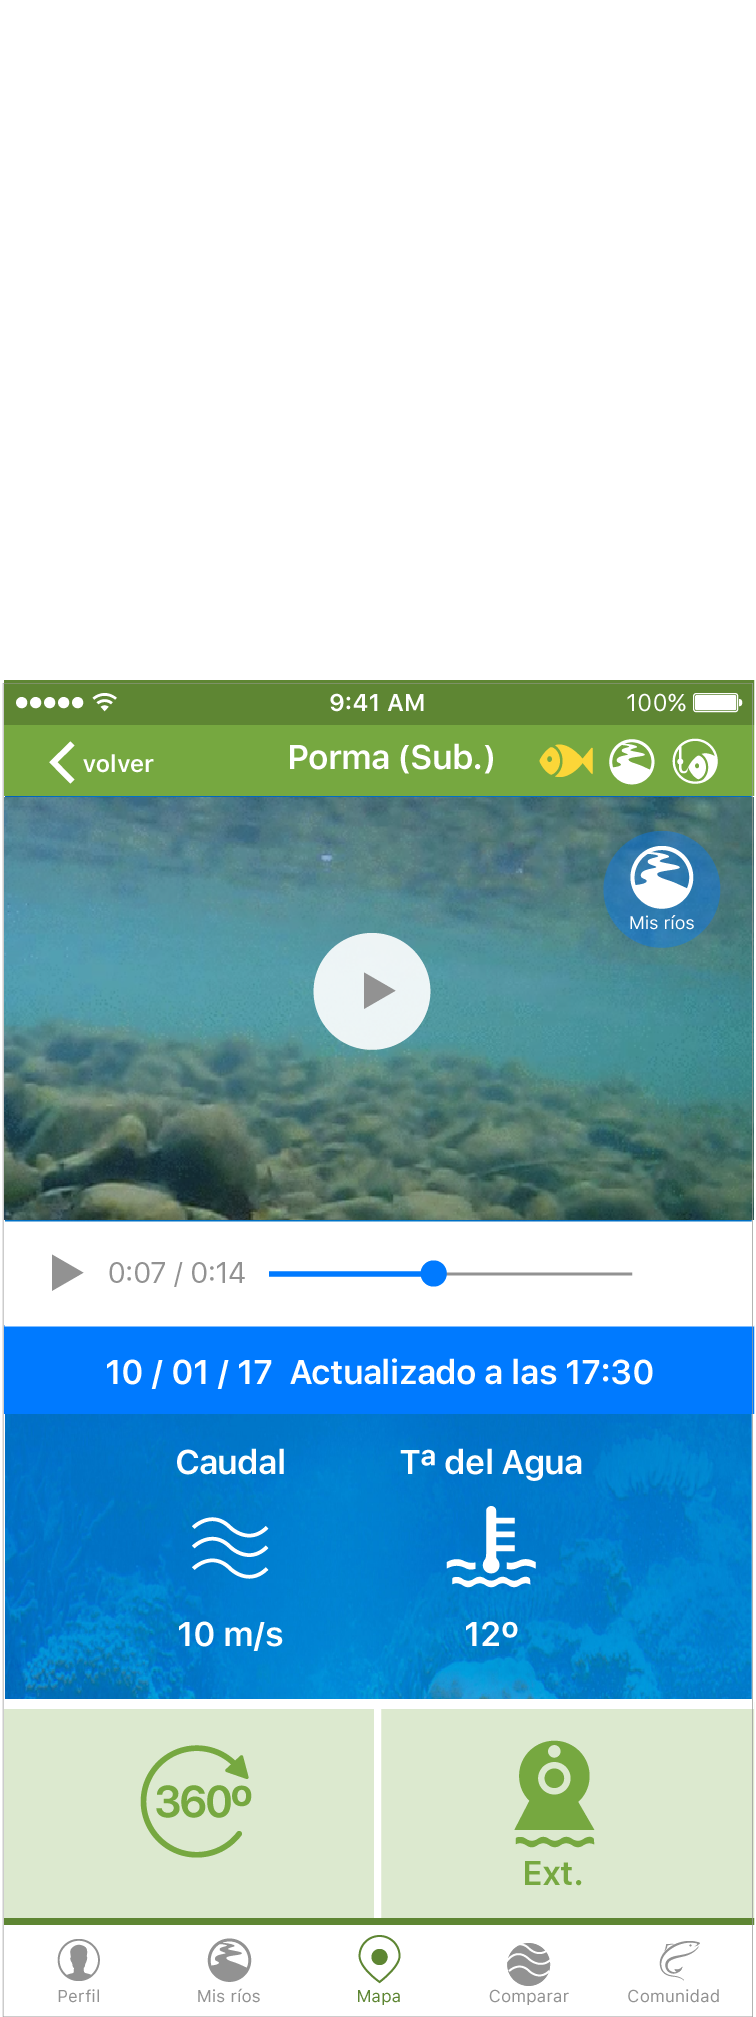 9:41 AM 100%
volver Porma (Sub.)
Mis ríos
0:07 / 0:14
10 / 01 / 17 Actualizado a las 17:30
Caudal Tª del Agua
10 m/s 12º
360º
Ext.
Perfil Mis ríos Mapa Comparar Comunidad